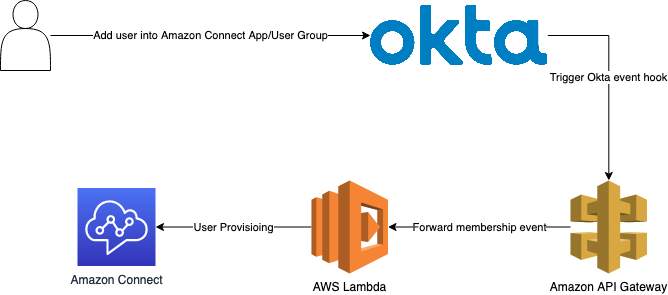 Add user into Amazon Connect App/User Group
okta
Trigger Okta event hook
User Provisioing
Forward membership event
Amazon Connect
AWS Lambda
Amazon API Gateway